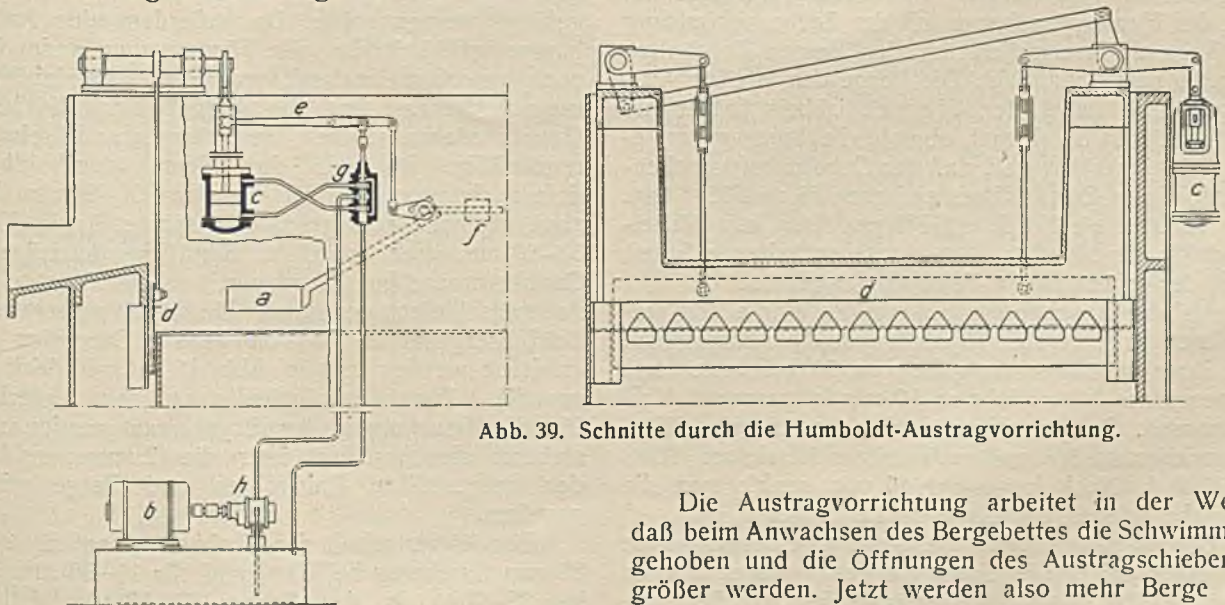 e
g
c
f
a
d
h
b
c
d
Abb. 39. Schnitte durch die Humboldt-Austragvorrichtung.
Die Austragvorrichtung arbeitet in der
daß beim Anwachsen des Bergebettes die
gehoben und die Öffnungen des
größer werden. Jetzt werden also mehr Berge